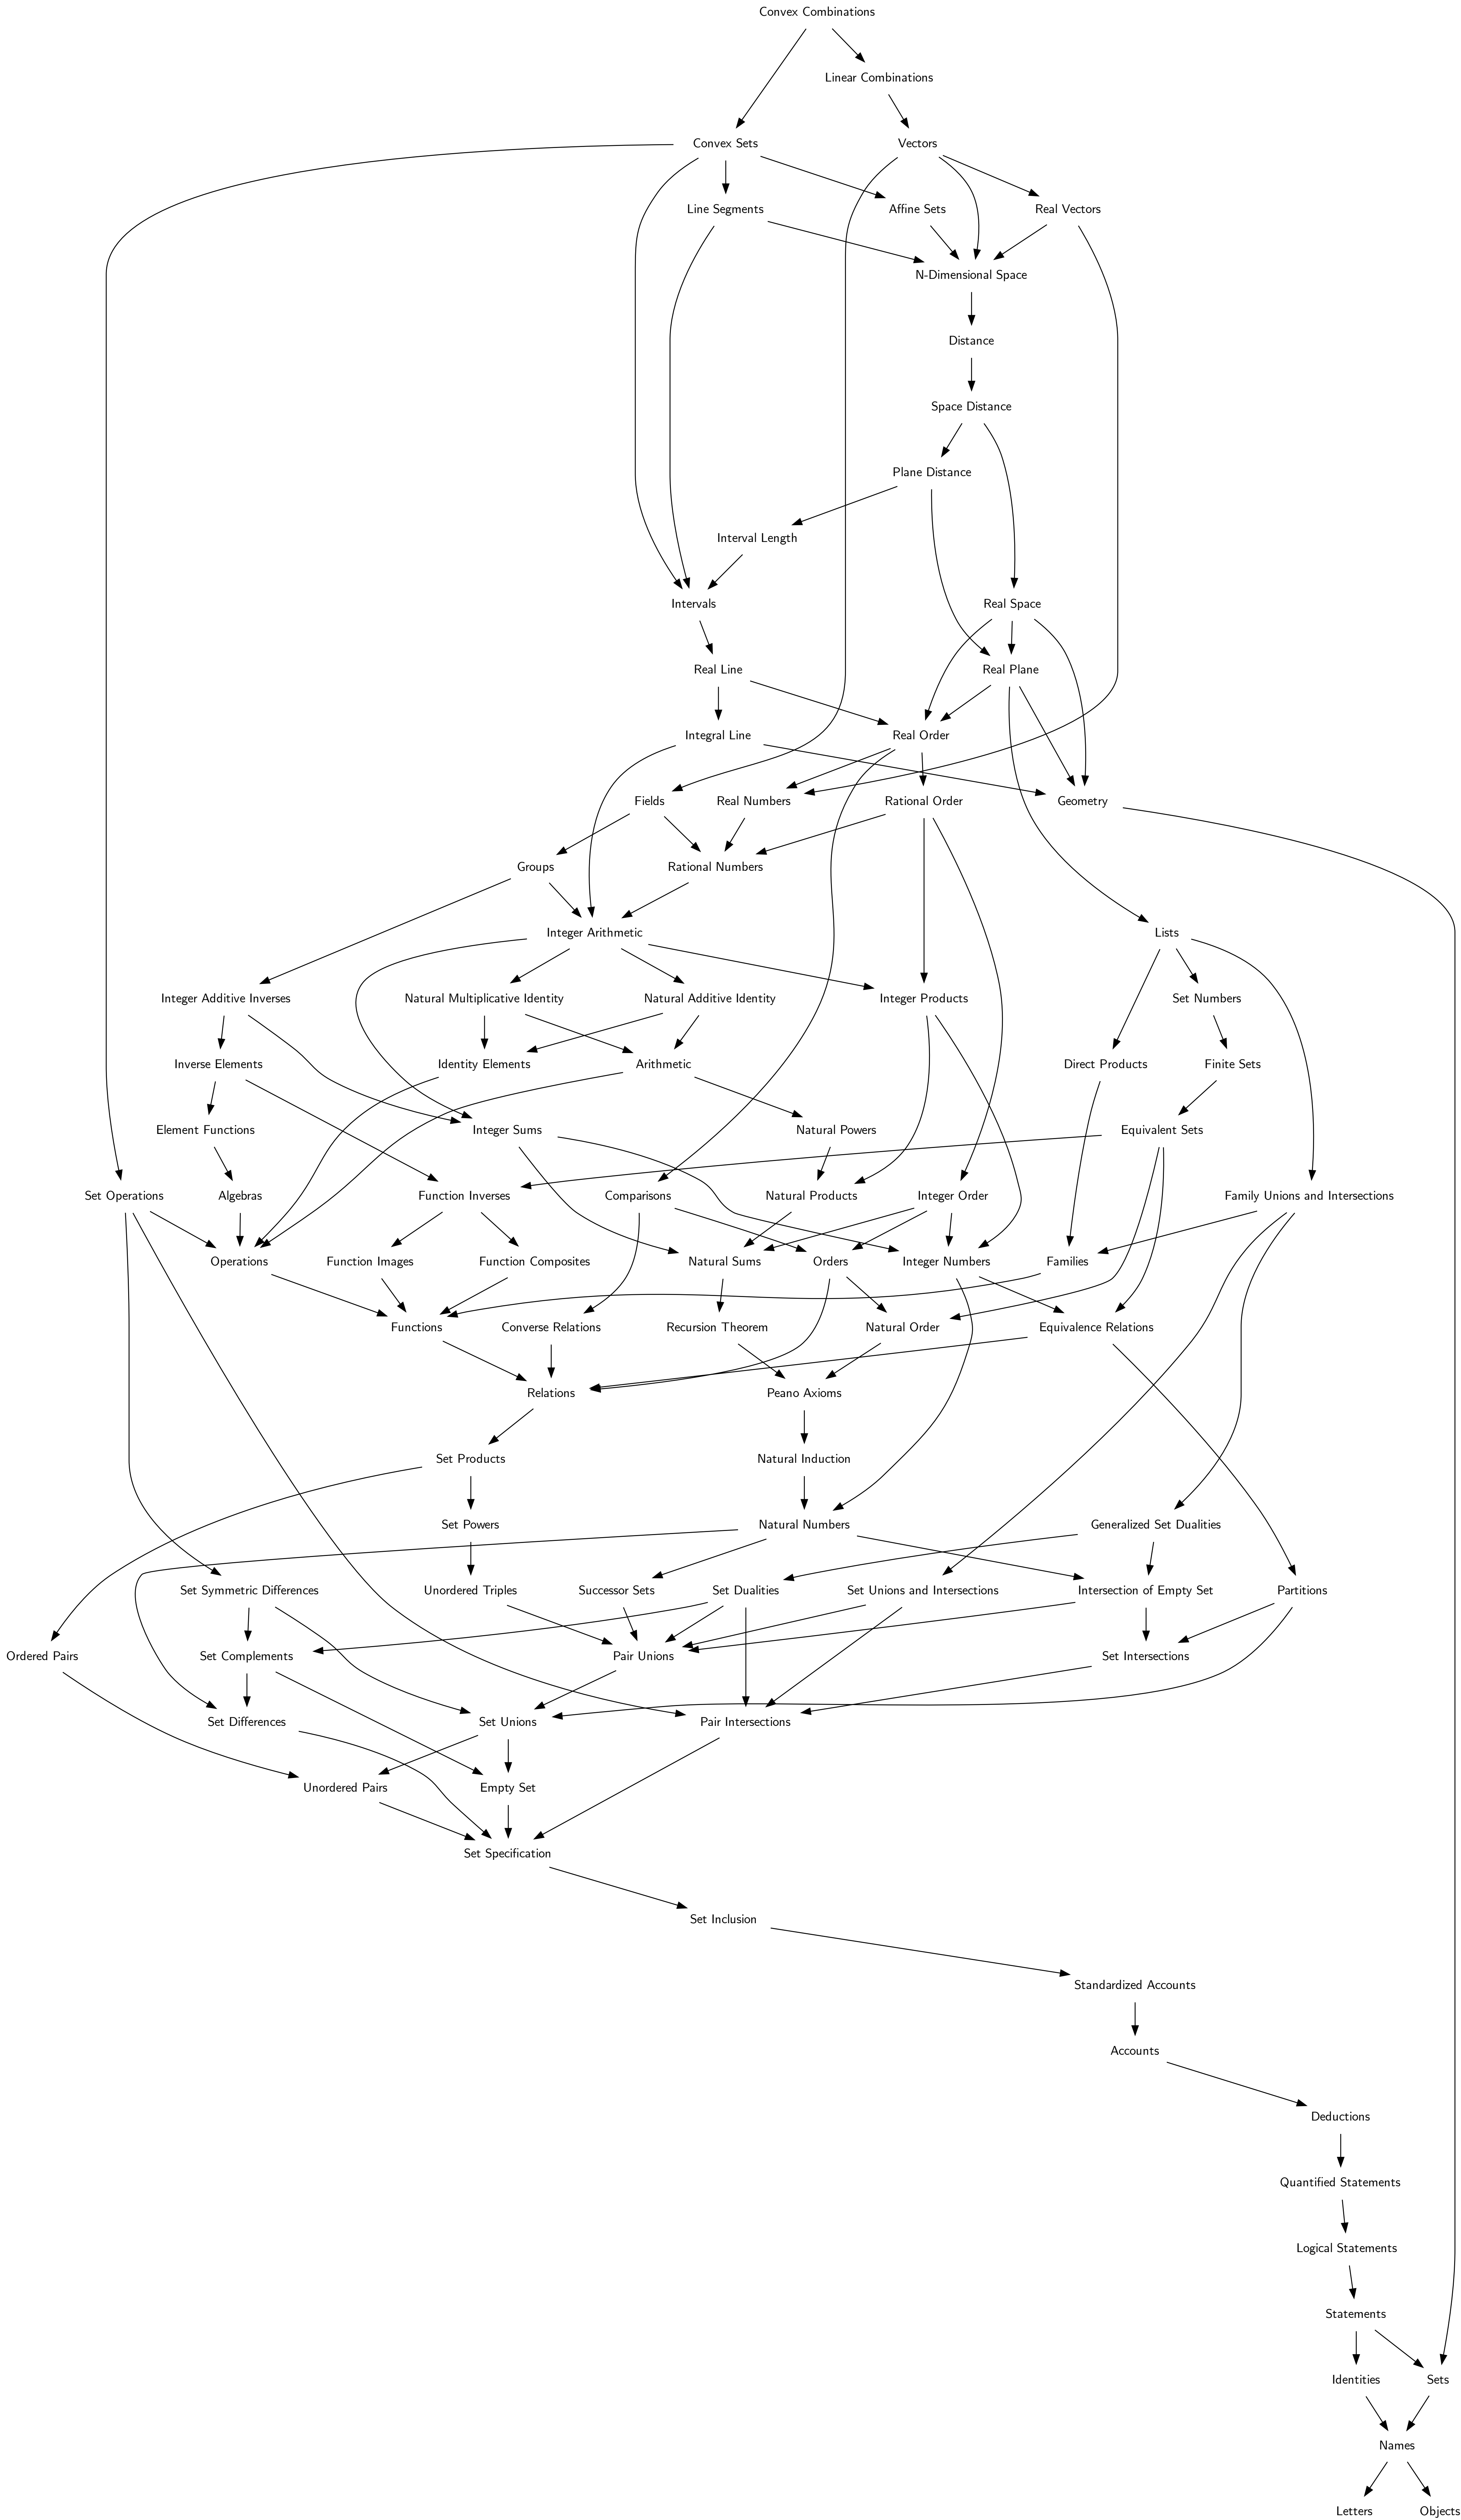 Convex Combinations
Linear Combinations
Convex Sets
Vectors
Line Segments
Affine Sets
Real Vectors
N-Dimensional Space
Distance
Space Distance
Plane Distance
Interval Length
Intervals
Real Space
Real Line
Real Plane
Integral Line
Real Order
Fields
Real Numbers
Rational Order
Geometry
Groups
Rational Numbers
Integer Arithmetic
Lists
Integer Additive Inverses
Natural Multiplicative Identity
Natural Additive Identity
Integer Products
Set Numbers
Inverse Elements
Identity Elements
Arithmetic
Direct Products
Finite Sets
Element Functions
Integer Sums
Natural Powers
Equivalent Sets
Set Operations
Algebras
Function Inverses
Comparisons
Natural Products
Integer Order
Family Unions and Intersections
Operations
Function Images
Function Composites
Natural Sums
Orders
Integer Numbers
Families
Functions
Converse Relations
Recursion Theorem
Natural Order
Equivalence Relations
Relations
Peano Axioms
Set Products
Natural Induction
Set Powers
Natural Numbers
Generalized Set Dualities
Set Symmetric Differences
Unordered Triples
Successor Sets
Set Dualities
Set Unions and Intersections
Intersection of Empty Set
Partitions
Ordered Pairs
Set Complements
Pair Unions
Set Intersections
Set Differences
Set Unions
Pair Intersections
Unordered Pairs
Empty Set
Set Specification
Set Inclusion
Standardized Accounts
Accounts
Deductions
Quantified Statements
Logical Statements
Statements
Identities
Sets
Names
Letters
Objects